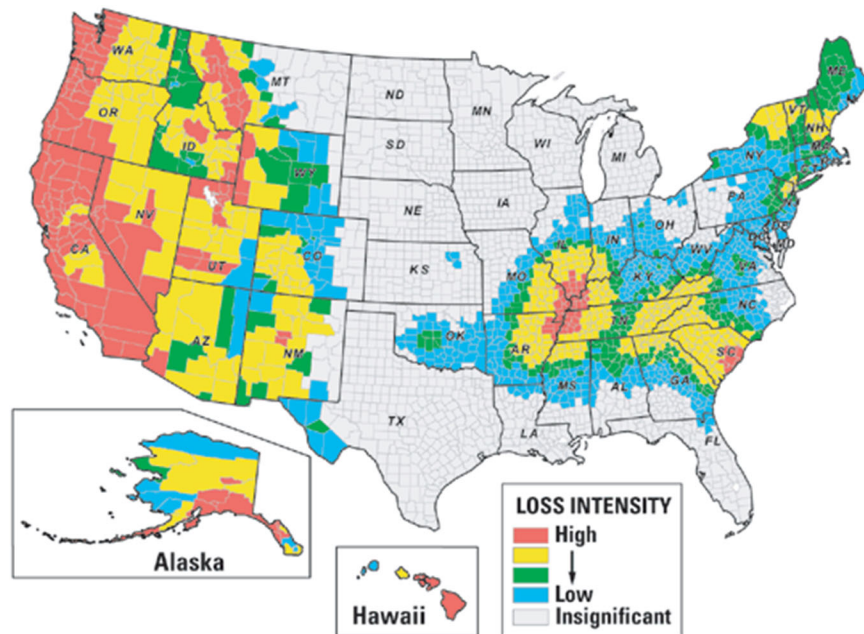 WA
MT
ND
MN
ME
OR
ID
SD
WI
MI
VT
NH
MA
NY
WY
NE
IA
PA
NV
CA
UT
CO
KS
MO
IL
IN
OH
WV
KY
VA
NC
AZ
NM
OK
AR
SC
TX
MS
AL
GA
LA
FL
LOSS INTENSITY
High
Low
Insignificant
Alaska
Hawaii